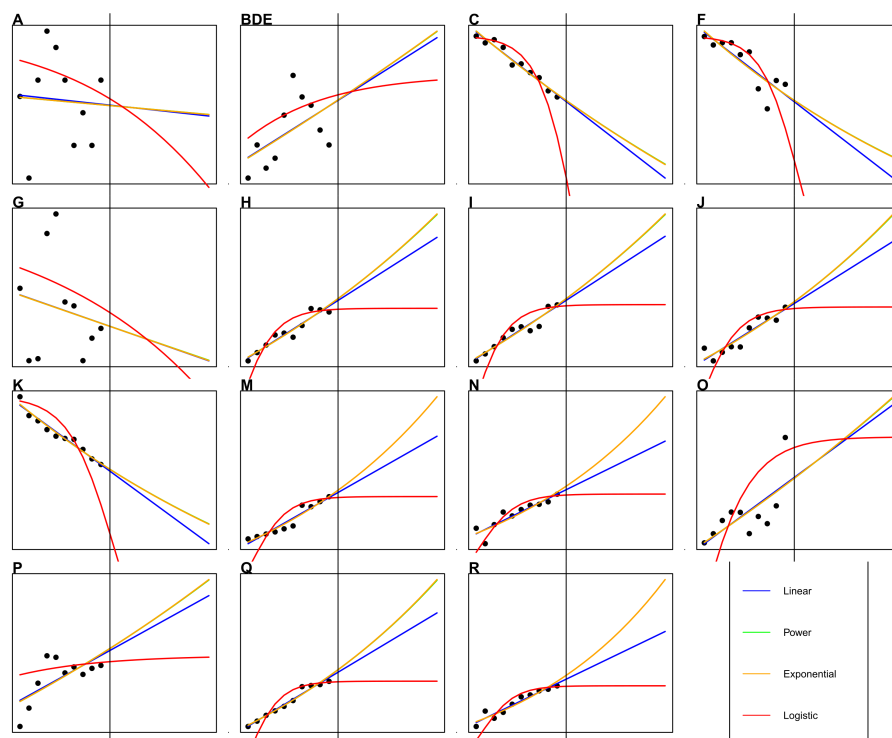 A BDE C F
G H I J
K M N O
P Q R
Linear
Power
Exponential
Logistic